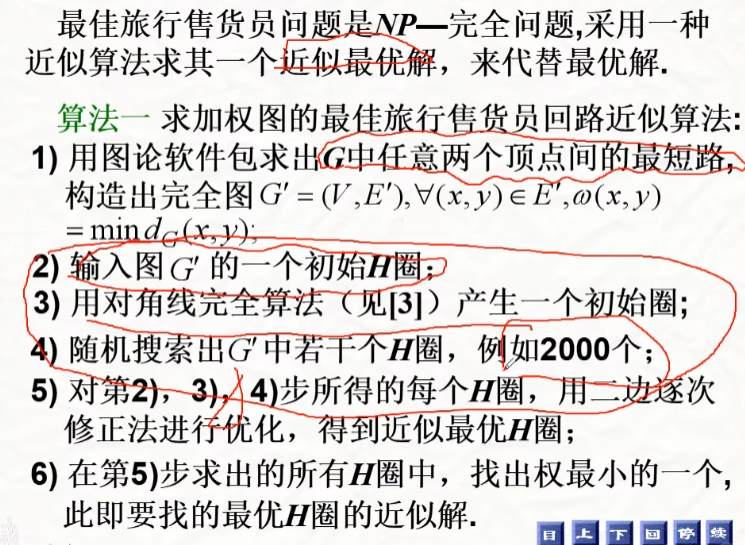 最佳旅行售货员问题是NP—完全问题,采用一种
近似算法求其一个近似最优解，来代替最优解.
算法一 求加权图的最佳旅行售货员回路近似算法:
1) 用图论软件包求出G中任意两个顶点间的最短路,
构造出完全图G′=(V,E′),∀(x,y)∈E′,ω(x,y)
=min d_G(x,y);
2) 输入图G′的一个初始H圈；
3) 用对角线完全算法（见[3]）产生一个初始圈;
4) 随机搜索出G′中若干个H圈，例如2000个；
5) 对第2)，3)，4)步所得的每个H圈，用二边逐次
修正法进行优化，得到近似最优H圈；
6) 在第5)步求出的所有H圈中，找出权最小的一个,
此即要找的最优H圈的近似解.
目 上 下 回 停 续